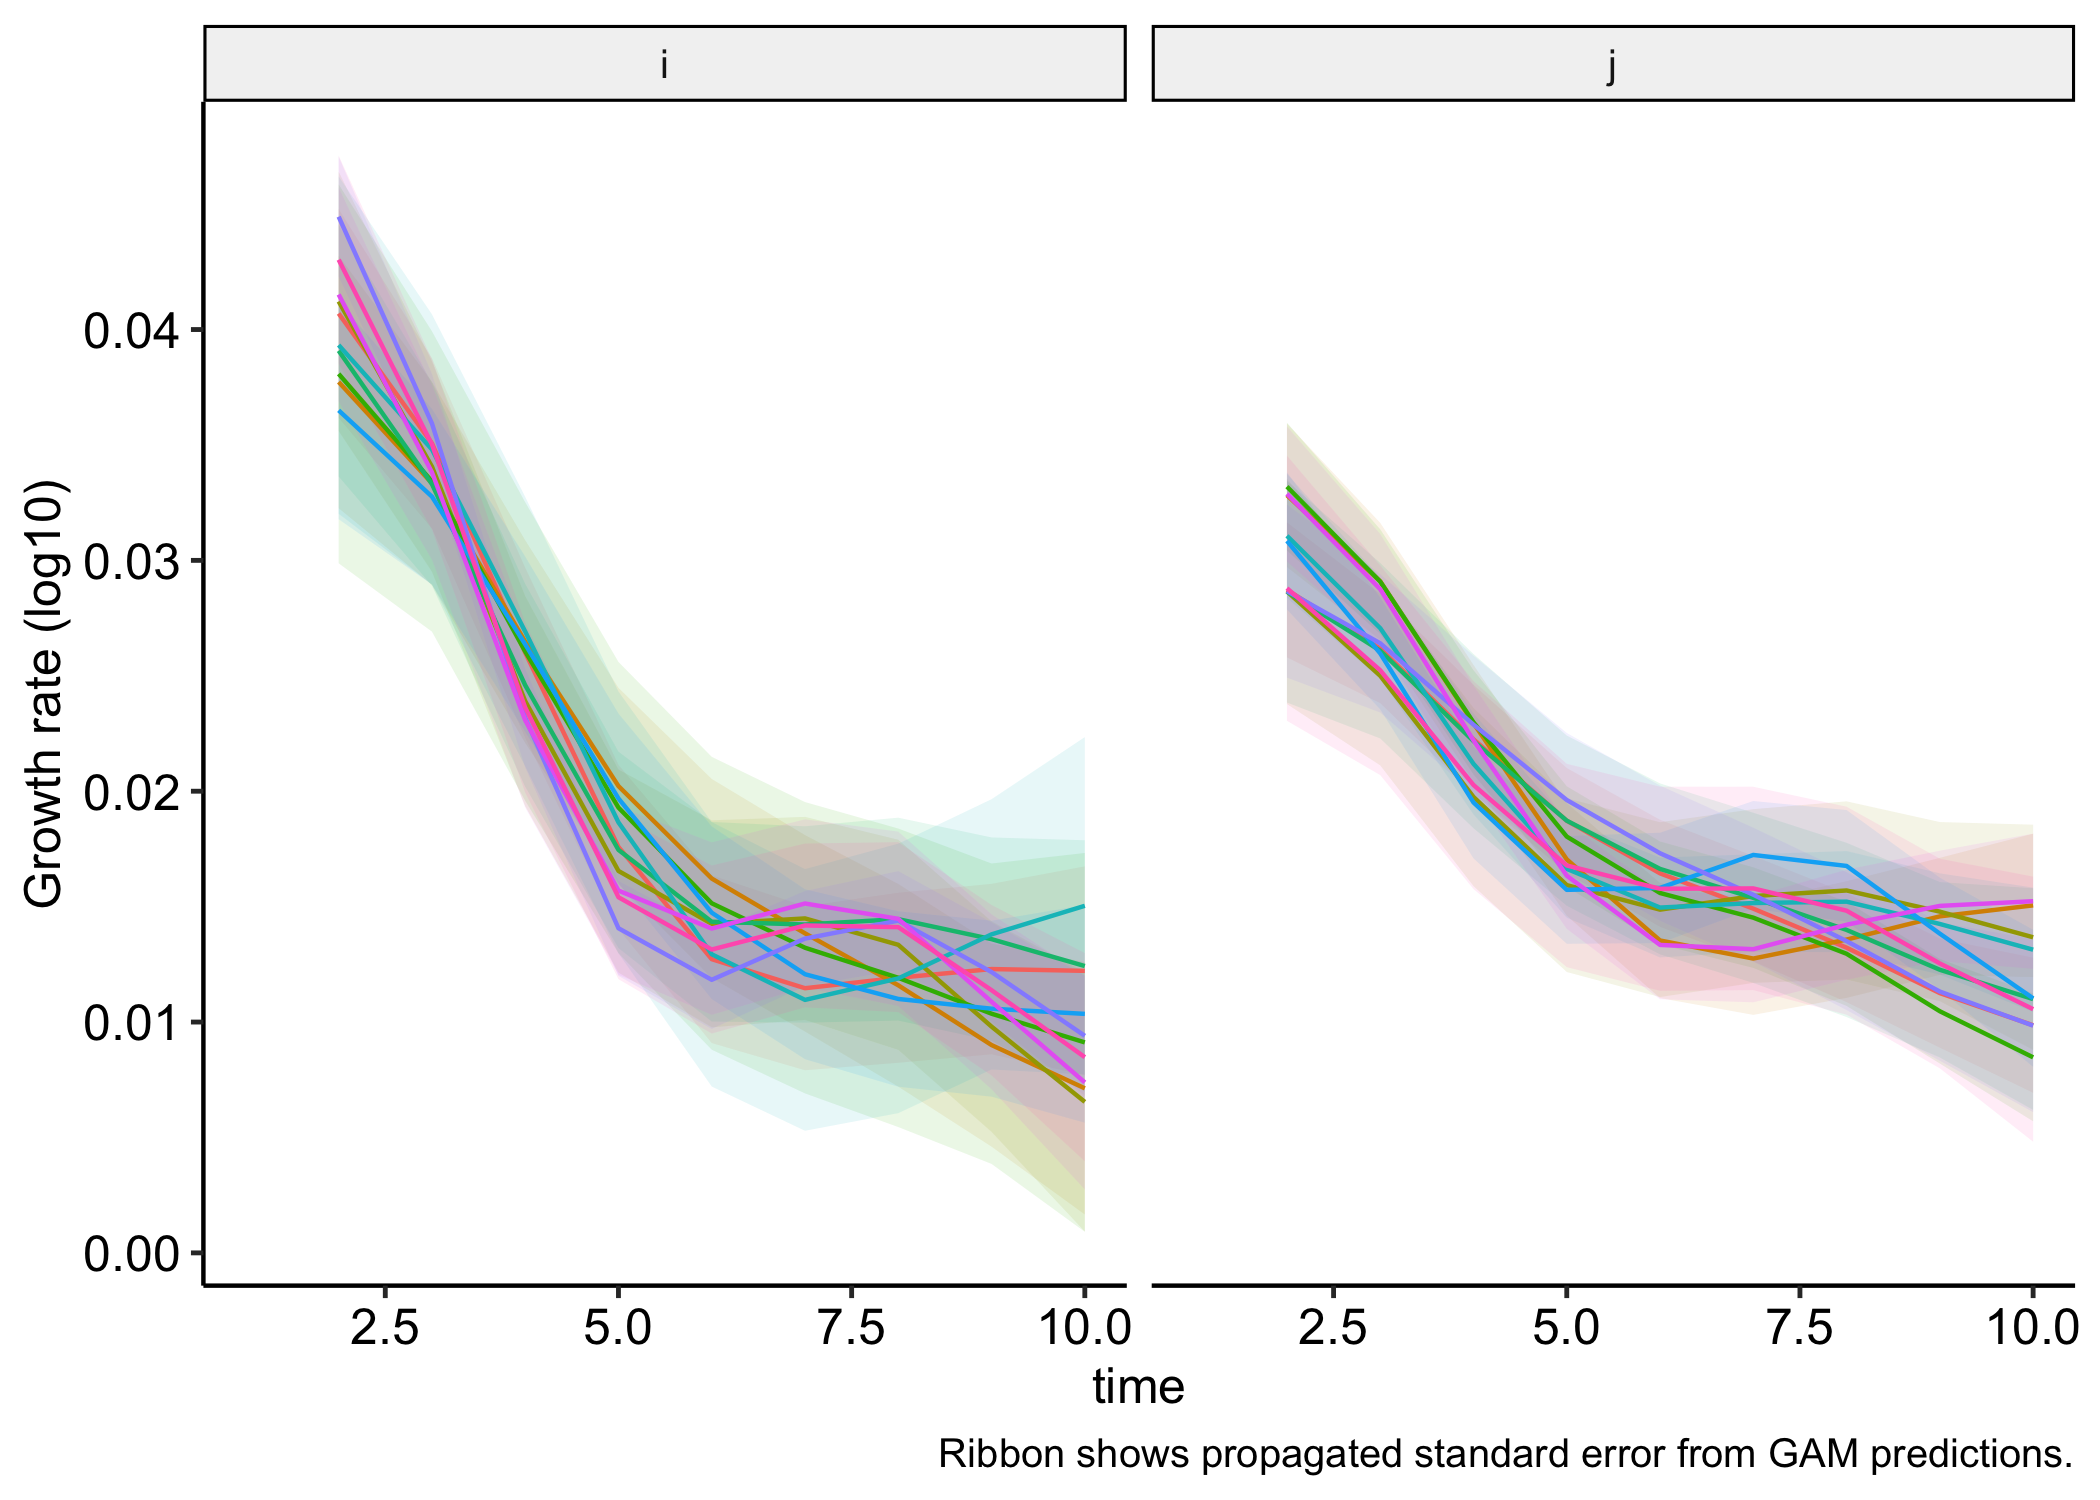 i
j
Growth rate (log10)
0.04
0.03
0.02
0.01
0.00
2.5 5.0 7.5 10.0 2.5 5.0 7.5 10.0
time
Ribbon shows propagated standard error from GAM predictions.